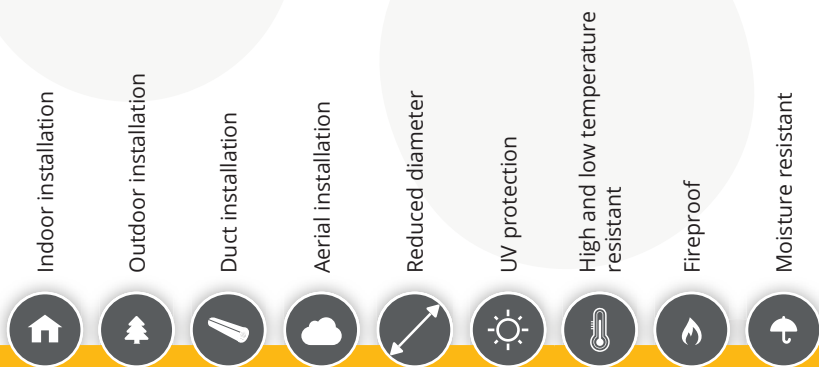 Indoor installation
Outdoor installation
Duct installation
Aerial installation
Reduced diameter
UV protection
High and low temperature
resistant
Fireproof
Moisture resistant